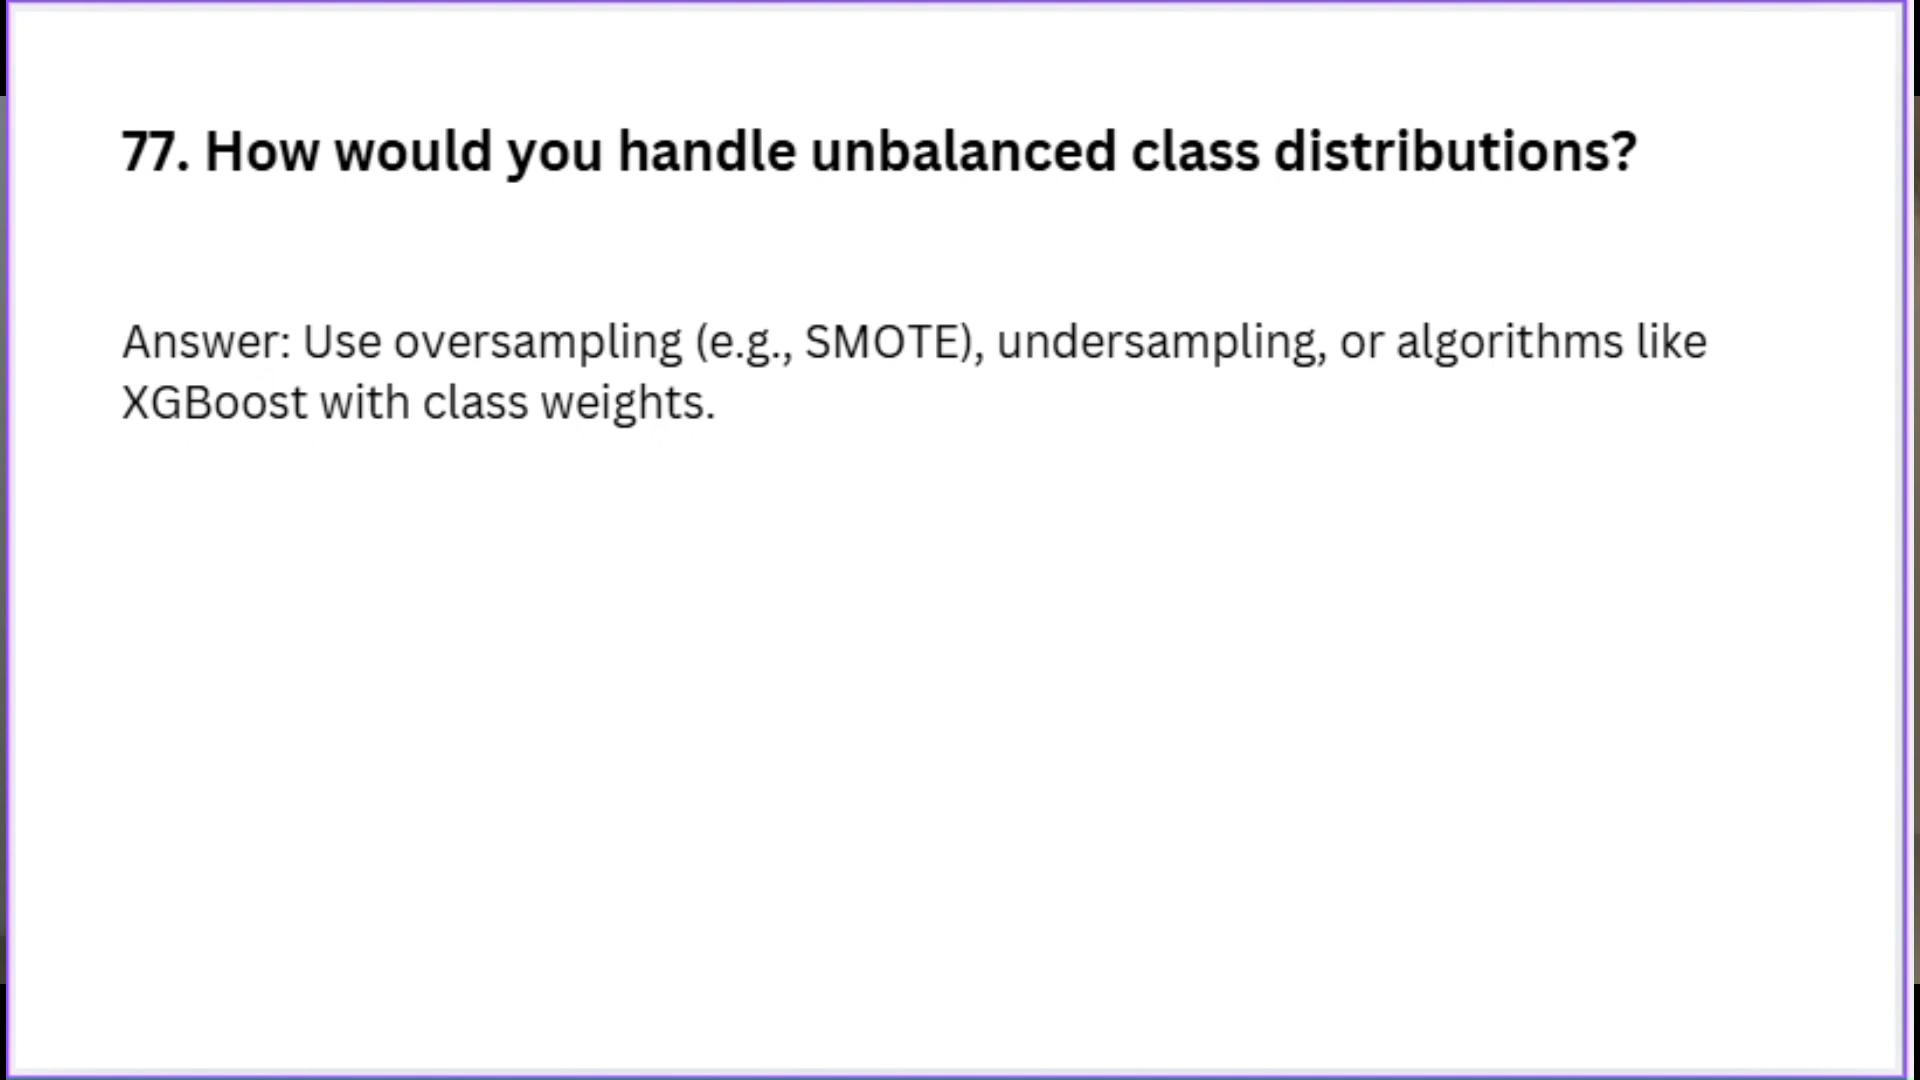 77. How would you handle unbalanced class distributions?
Answer: Use oversampling (e.g., SMOTE), undersampling, or algorithms like
XGBoost with class weights.